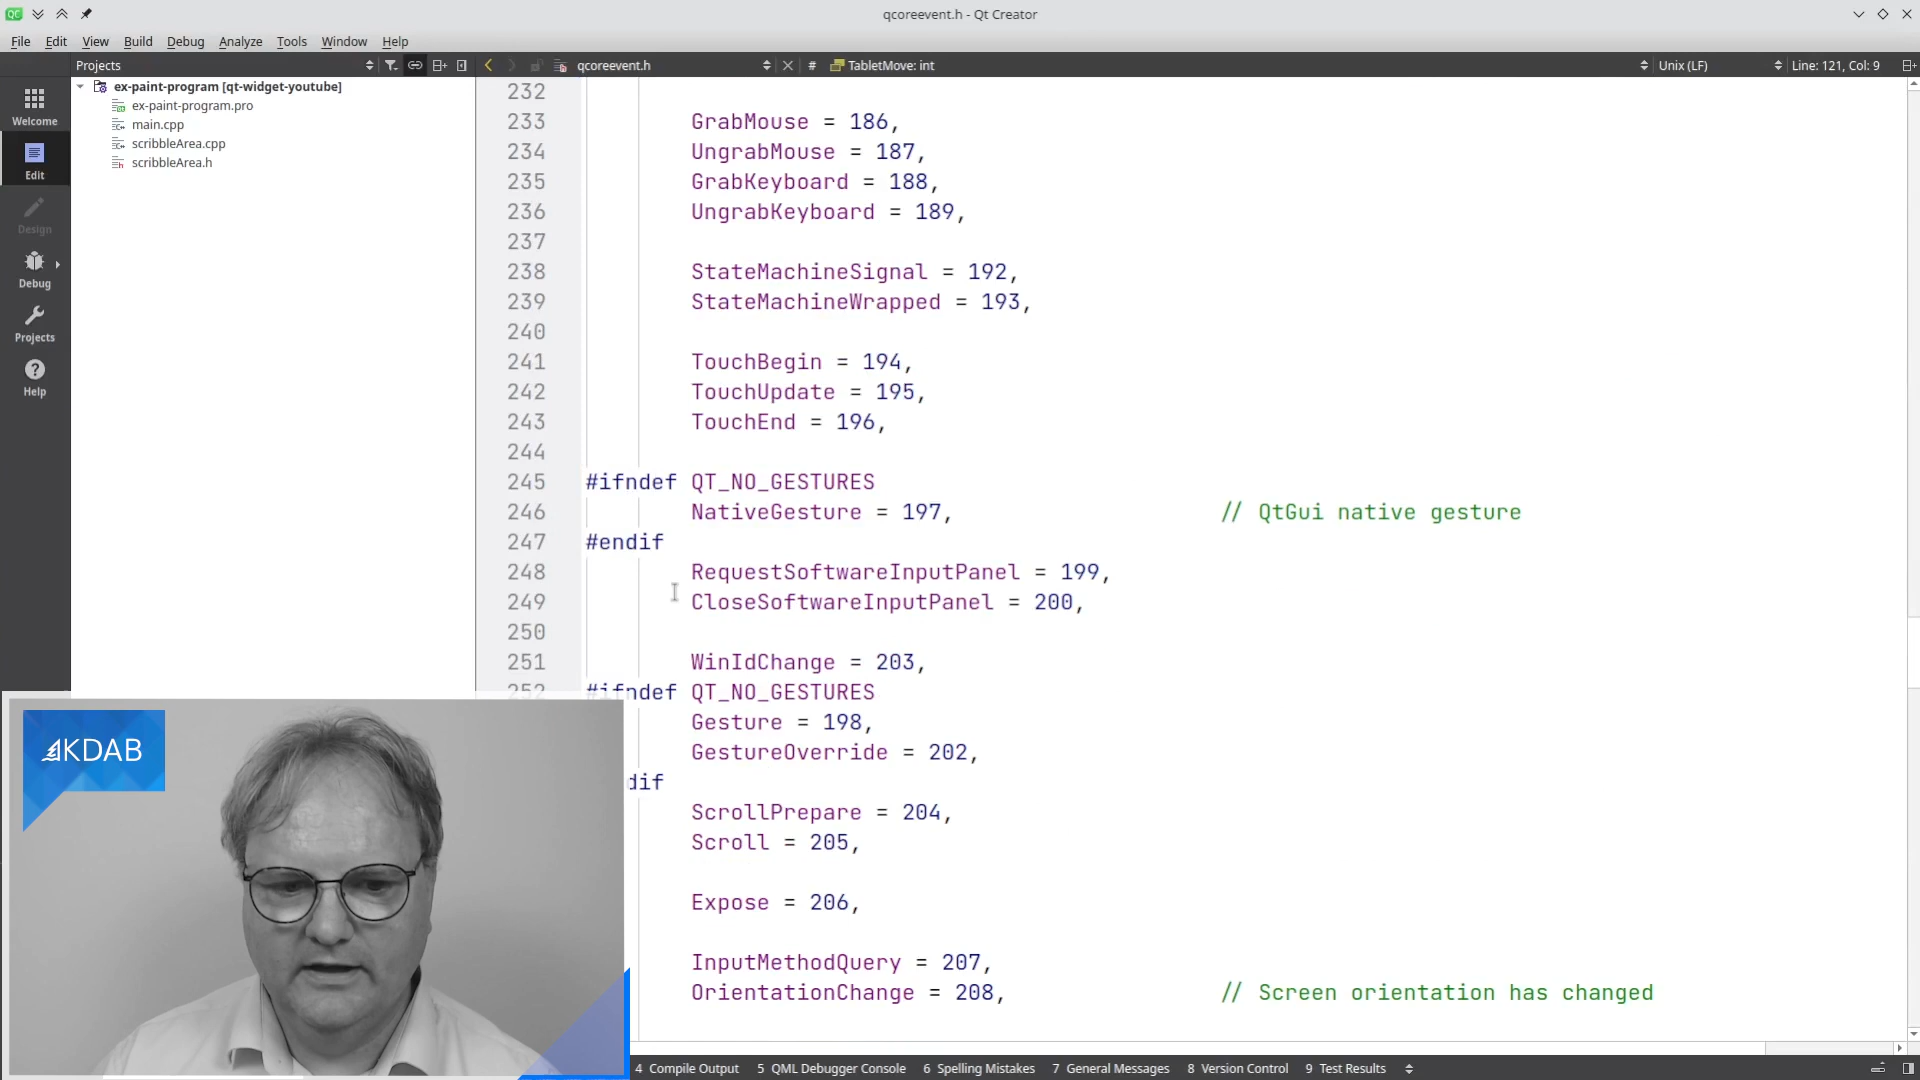 qcoreevent.h - Qt Creator
File Edit View Build Debug Analyze Tools Window Help
Projects
qcoreevent.h
# TabletMove: int
Unix (LF)
Line: 121, Col: 9
Welcome
Edit
Design
Debug
Projects
Help
ex-paint-program [qt-widget-youtube]
ex-paint-program.pro
main.cpp
scribbleArea.cpp
scribbleArea.h
232
233 GrabMouse = 186,
234 UngrabMouse = 187,
235 GrabKeyboard = 188,
236 UngrabKeyboard = 189,
237
238 StateMachineSignal = 192,
239 StateMachineWrapped = 193,
240
241 TouchBegin = 194,
242 TouchUpdate = 195,
243 TouchEnd = 196,
244
245 #ifndef QT_NO_GESTURES
246 NativeGesture = 197, // QtGui native gesture
247 #endif
248 RequestSoftwareInputPanel = 199,
249 CloseSoftwareInputPanel = 200,
250
251 WinIdChange = 203,
252 #ifndef QT_NO_GESTURES
Gesture = 198,
GestureOverride = 202,
dif
ScrollPrepare = 204,
Scroll = 205,
Expose = 206,
InputMethodQuery = 207,
OrientationChange = 208, // Screen orientation has changed
KDAB
4 Compile Output 5 QML Debugger Console 6 Spelling Mistakes 7 General Messages 8 Version Control 9 Test Results